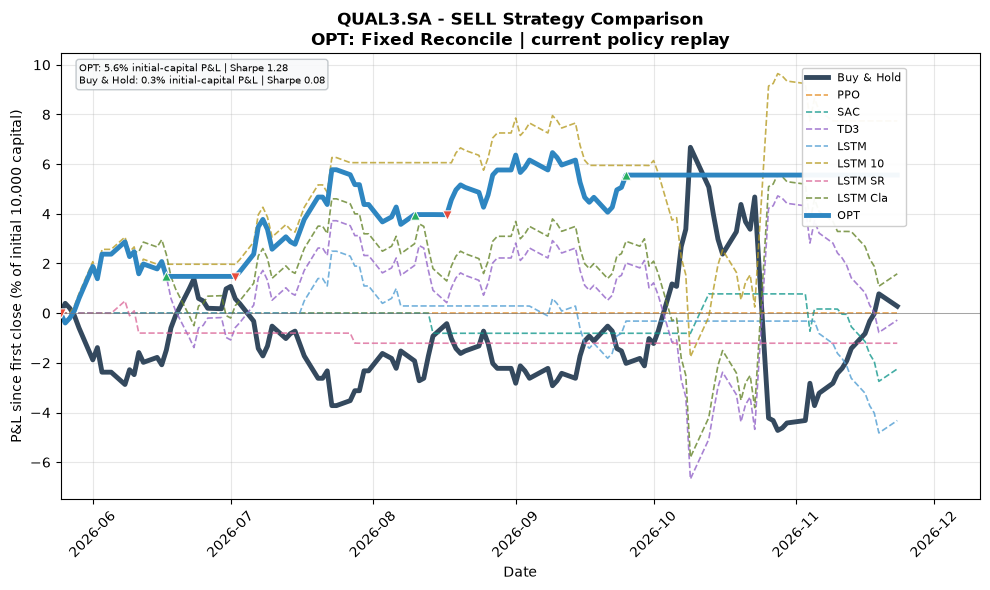 QUAL3.SA - SELL Strategy Comparison
OPT: Fixed Reconcile | current policy replay
OPT: 5.6% initial-capital P&L | Sharpe 1.28
Buy & Hold: 0.3% initial-capital P&L | Sharpe 0.08
Buy & Hold
PPO
SAC
TD3
LSTM
LSTM 10
LSTM SR
LSTM Cla
OPT
P&L since first close (% of initial 10,000 capital)
10
8
6
4
2
0
−2
−4
−6
2026-06
2026-07
2026-08
2026-09
2026-10
2026-11
2026-12
Date